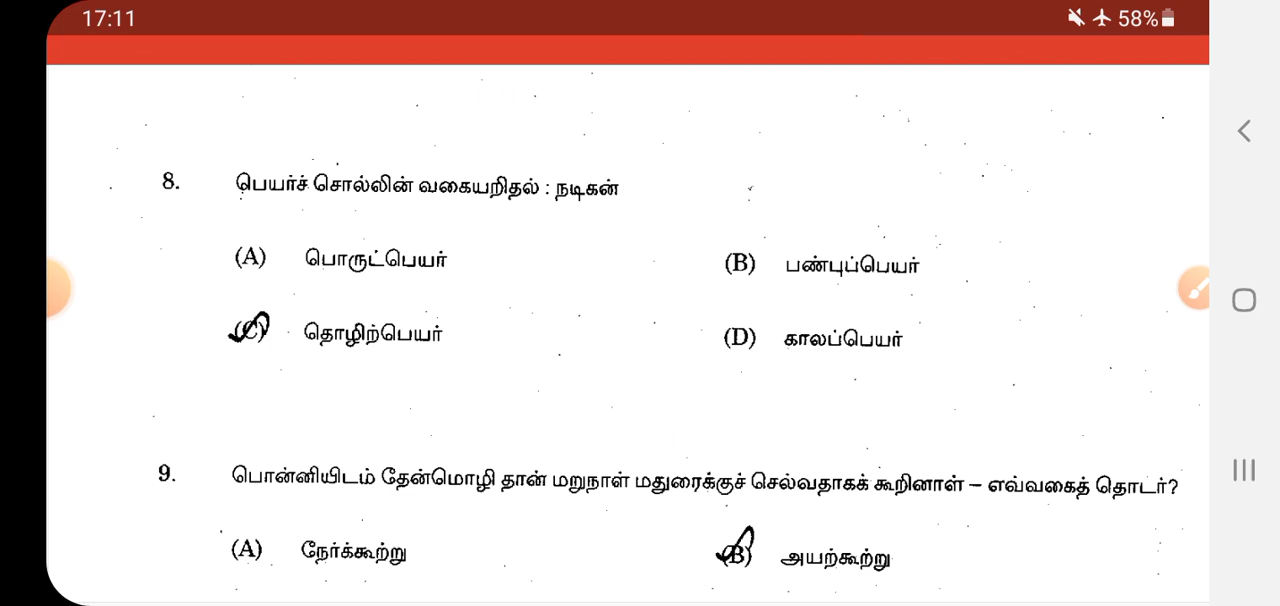 17:11
58%
8. பெயர்ச் சொல்லின் வகையறிதல் : நடிகன்
(A) பொருட்பெயர் (B) பண்புப்பெயர்
(C) தொழிற்பெயர் (D) காலப்பெயர்
9. பொன்னியிடம் தேன்மொழி தான் மறுநாள் மதுரைக்குச் செல்வதாகக் கூறினாள் – எவ்வகைத் தொடர்?
(A) நேர்க்கூற்று (B) அயற்கூற்று